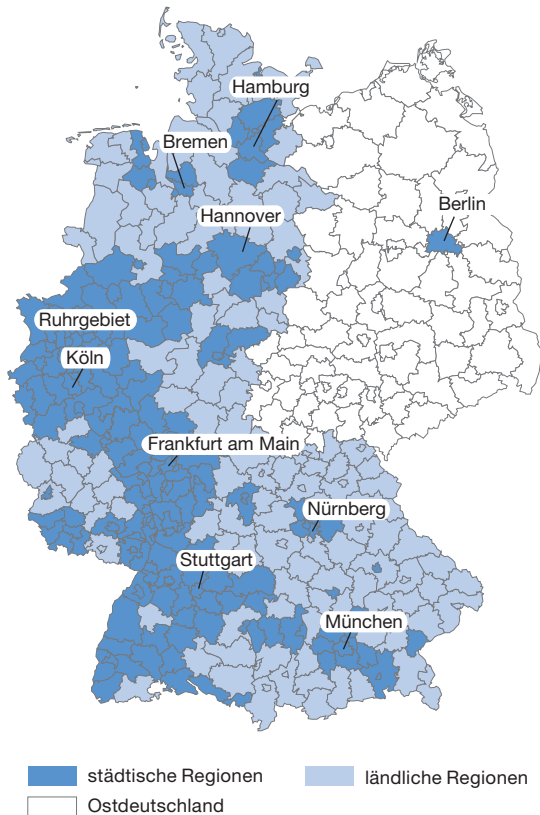 Hamburg
Bremen
Berlin
Hannover
Ruhrgebiet
Köln
Frankfurt am Main
Nürnberg
Stuttgart
München
städtische Regionen
ländliche Regionen
Ostdeutschland